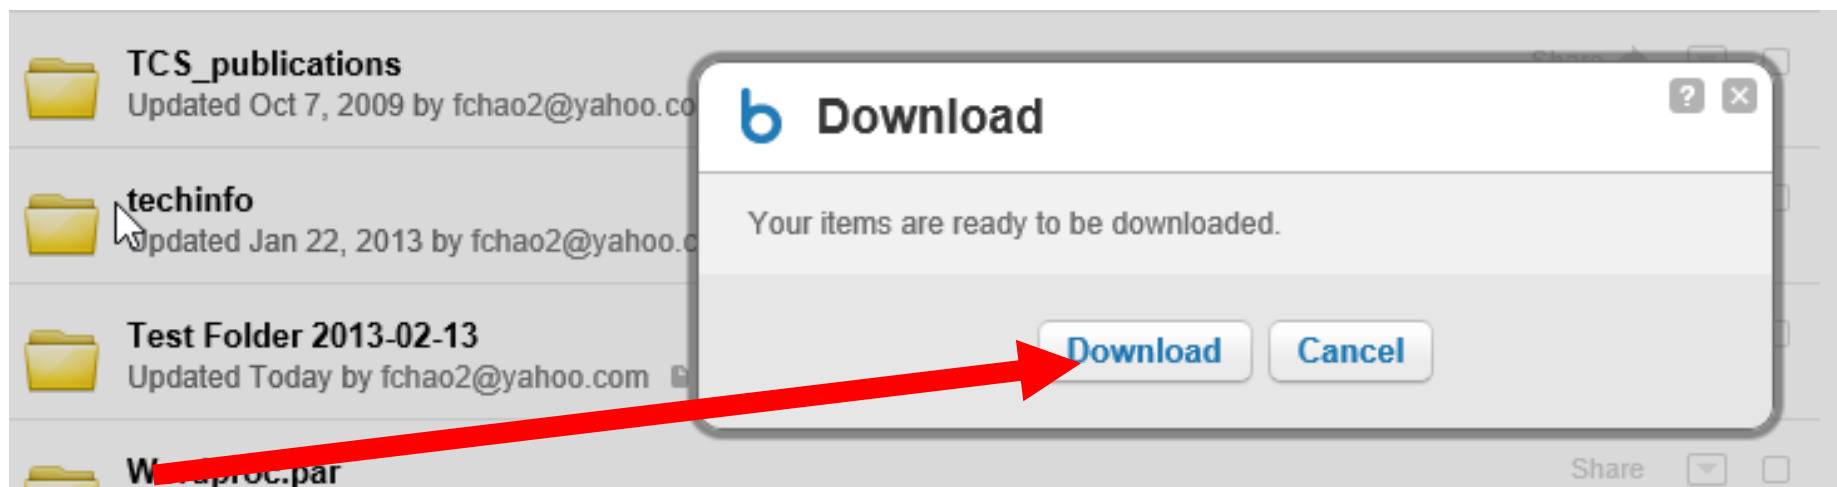 TCS_publications
Updated Oct 7, 2009 by fchao2@yahoo.co
Share
b Download
?
techinfo
Updated Jan 22, 2013 by fchao2@yahoo.c
Your items are ready to be downloaded.
Test Folder 2013-02-13
Updated Today by fchao2@yahoo.com
Download Cancel
Wordproc.par
Share